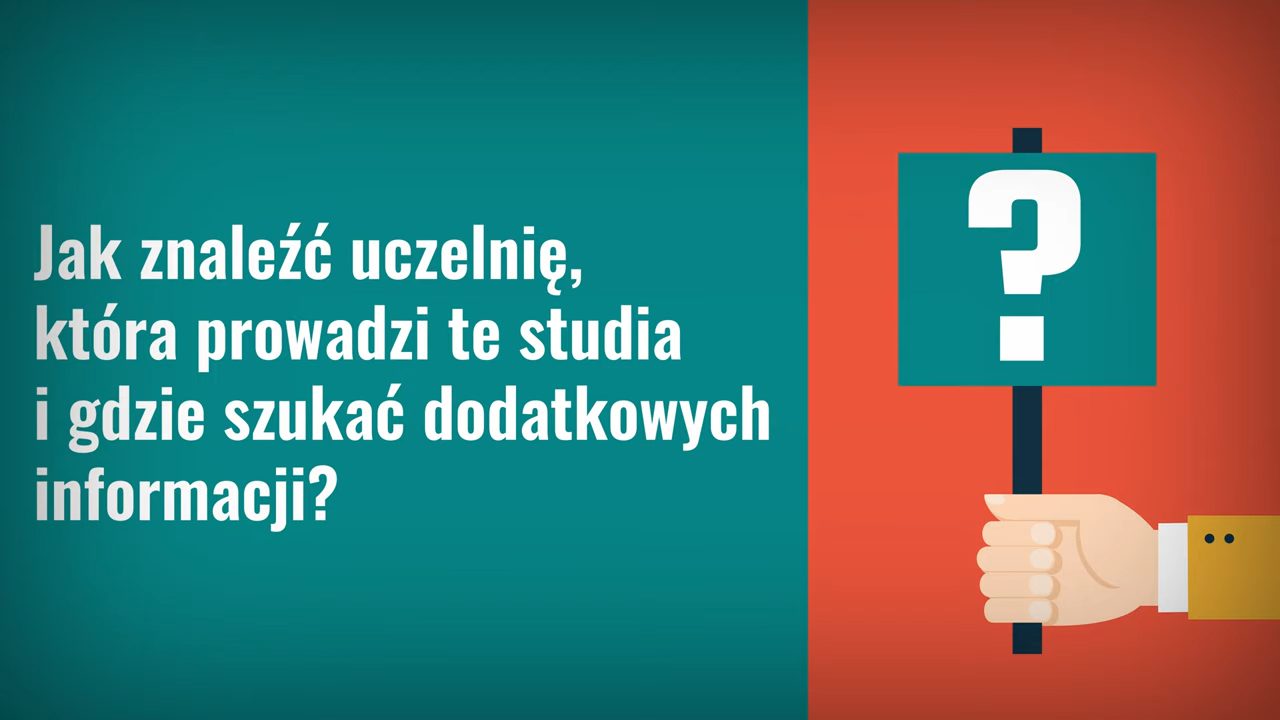 Jak znaleźć uczelnię,
która prowadzi te studia
i gdzie szukać dodatkowych
informacji?
?